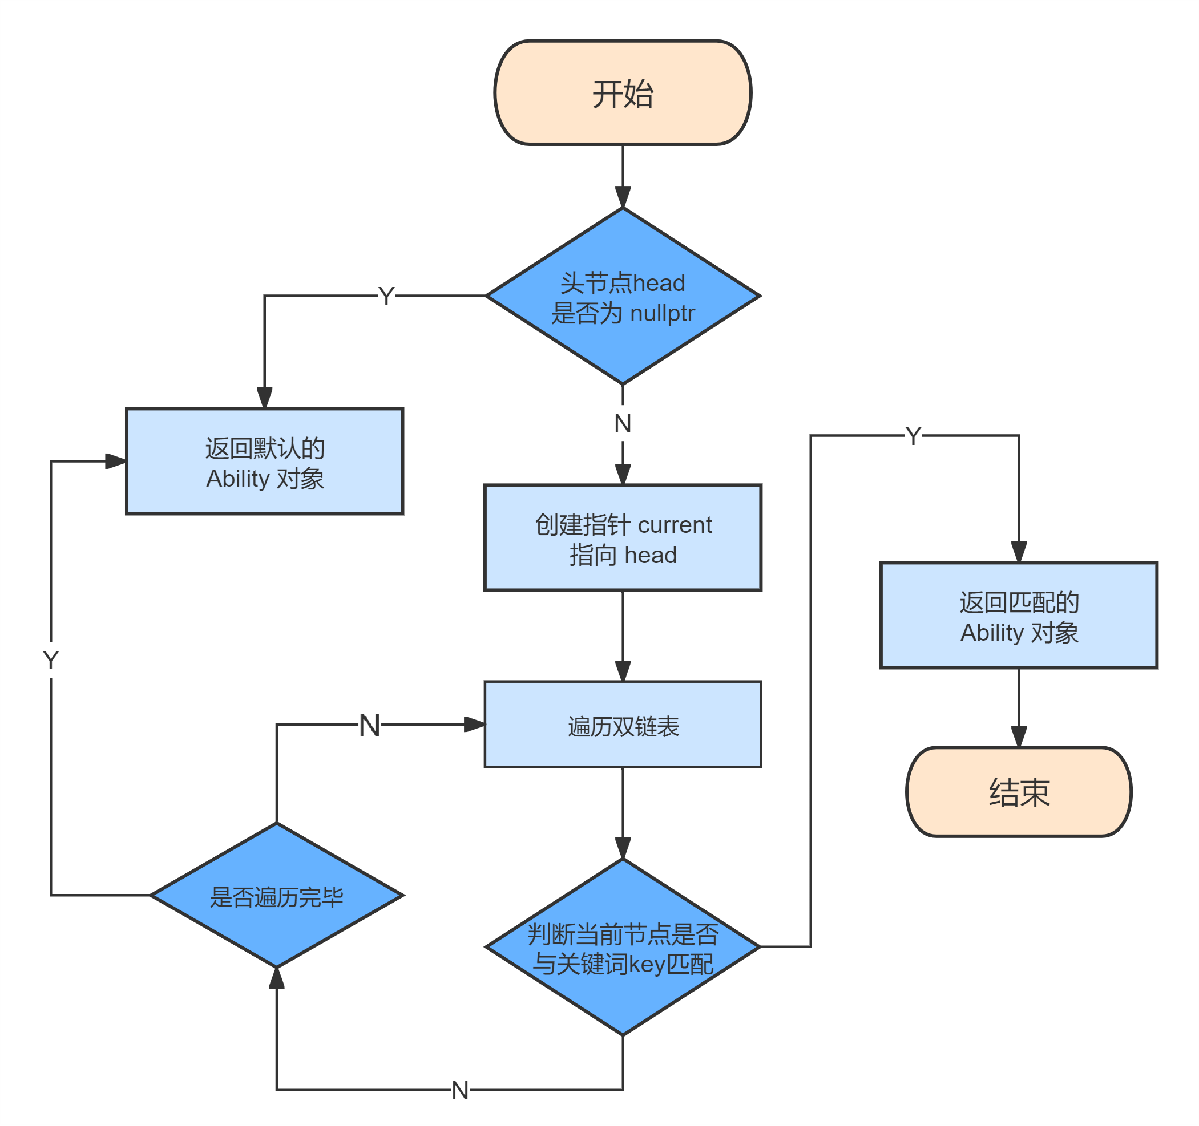 开始
头节点head
是否为 nullptr
Y
N
返回默认的
Ability 对象
Y
创建指针 current
指向 head
返回匹配的
Ability 对象
Y
N
遍历双链表
结束
是否遍历完毕
判断当前节点是否
与关键词key匹配
N